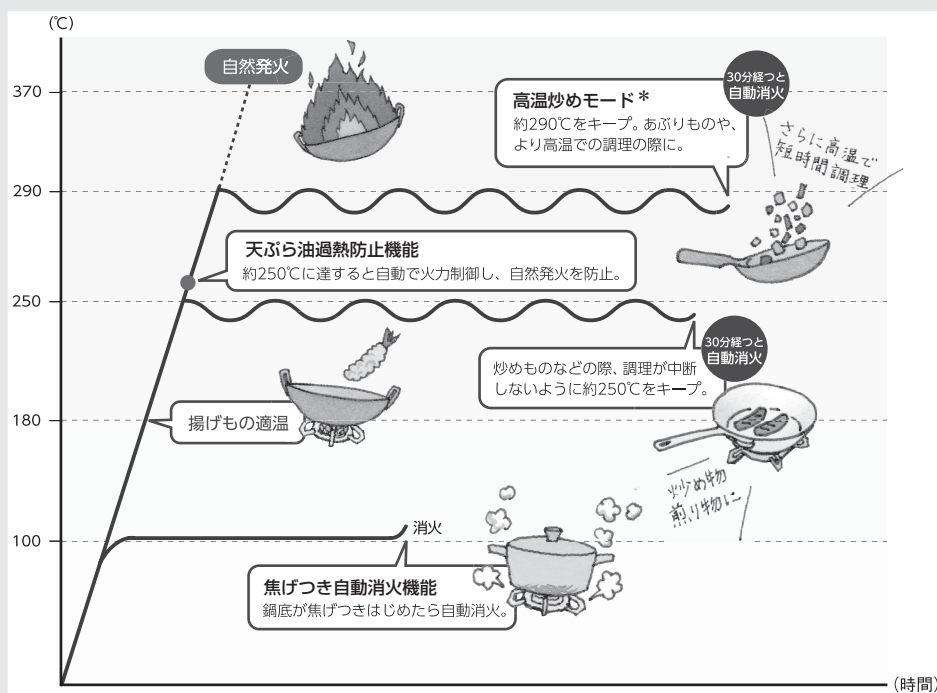 (℃)
自然発火
370
30分経つと
自動消火
高温炒めモード＊
約290℃をキープ。あぶりものや、
より高温での調理の際に。
さらに高温で
短時間調理
290
天ぷら油過熱防止機能
約250℃に達すると自動で火力制御し、自然発火を防止。
250
30分経つと
自動消火
炒めものなどの際、調理が中断
しないように約250℃をキープ。
180
揚げもの適温
炒め物
煎り物に
100
消火
焦げつき自動消火機能
鍋底が焦げつきはじめたら自動消火。
(時間)